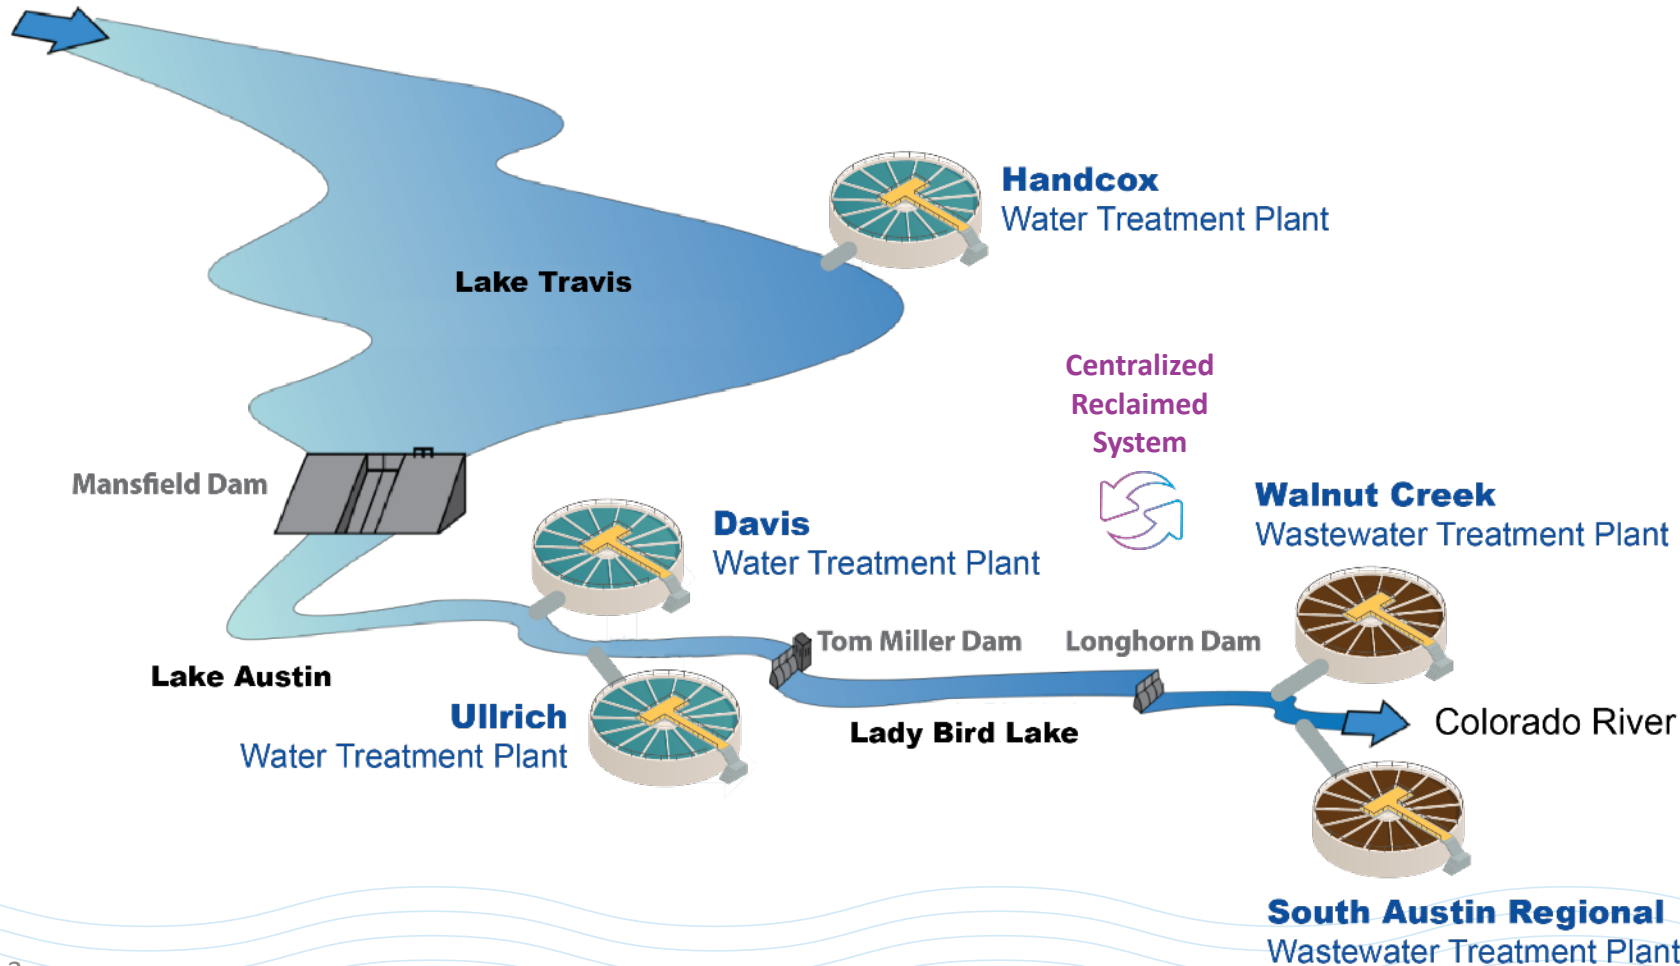 Handcox
Water Treatment Plant
Lake Travis
Centralized
Reclaimed
System
Mansfield Dam
Walnut Creek
Wastewater Treatment Plant
Davis
Water Treatment Plant
Tom Miller Dam
Longhorn Dam
Lake Austin
Ullrich
Water Treatment Plant
Lady Bird Lake
Colorado River
South Austin Regional
Wastewater Treatment Plant